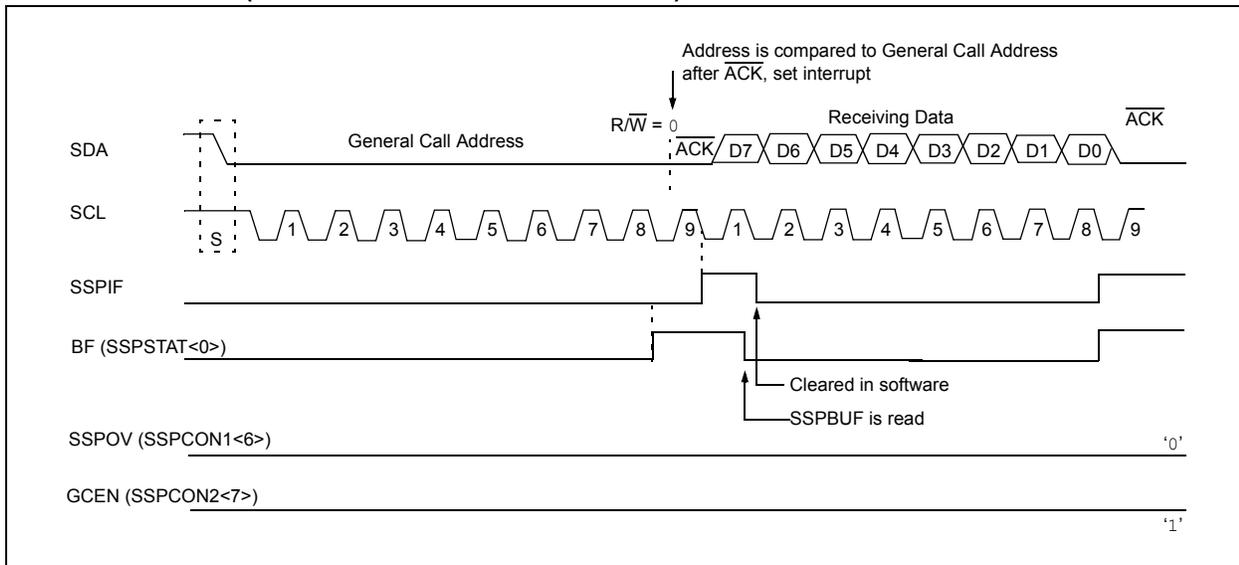 Address is compared to General Call Address
after ACK, set interrupt
R/W = 0
Receiving Data
ACK
General Call Address
SDA
ACK D7 D6 D5 D4 D3 D2 D1 D0
SCL
S
1 2 3 4 5 6 7 8 9 1 2 3 4 5 6 7 8 9
SSPIF
BF (SSPSTAT<0>)
Cleared in software
SSPBUF is read
SSPOV (SSPCON1<6>)
‘0’
GCEN (SSPCON2<7>)
‘1’